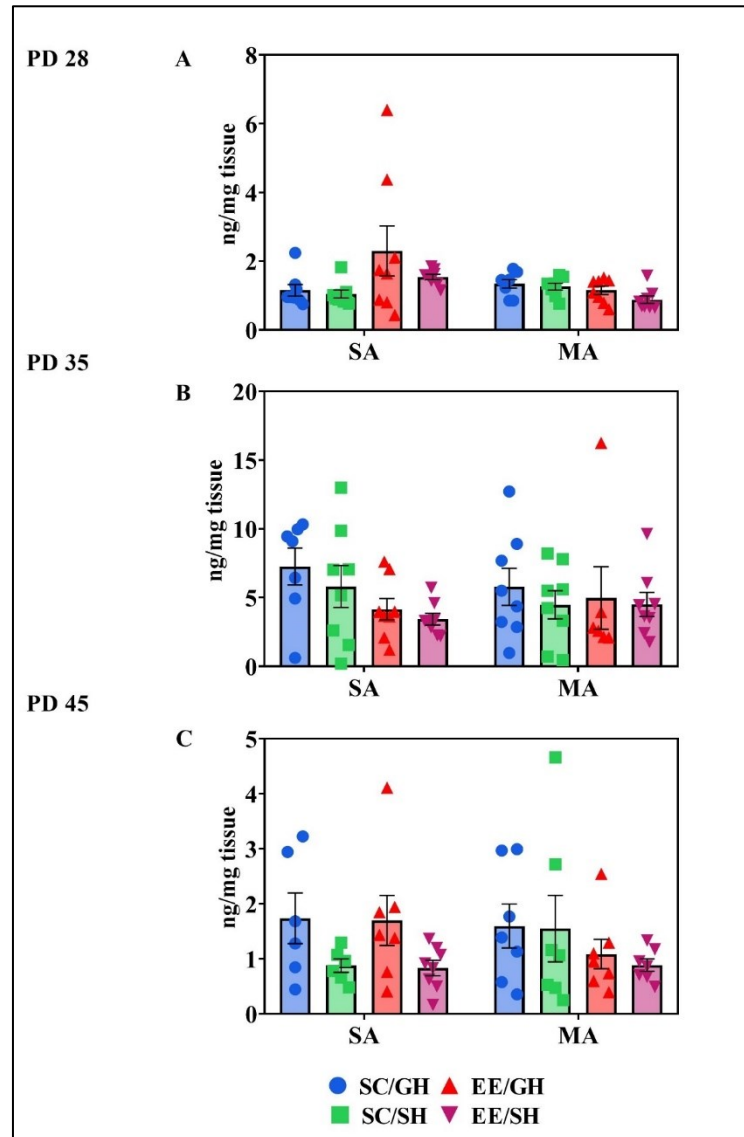 PD 28
A
ng/mg tissue
8
6
4
2
0
SA MA
PD 35
B
ng/mg tissue
20
15
10
5
0
SA MA
PD 45
C
ng/mg tissue
5
4
3
2
1
0
SA MA
SC/GH EE/GH
SC/SH EE/SH